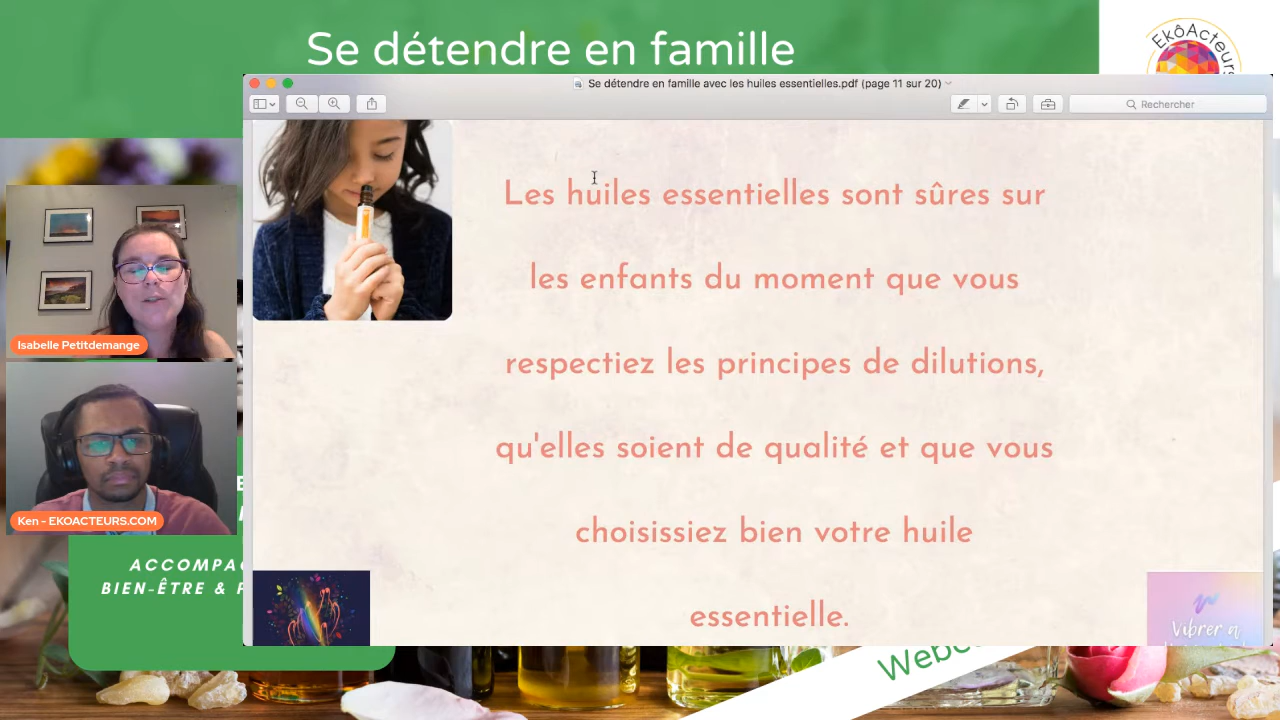 Se détendre en famille
EkôActeurs
Se détendre en famille avec les huiles essentielles.pdf (page 11 sur 20)
Rechercher
Les huiles essentielles sont sûres sur
les enfants du moment que vous
respectiez les principes de dilutions,
qu'elles soient de qualité et que vous
choisissiez bien votre huile
essentielle.
Isabelle Petitdemange
Ken - EKOACTEURS.COM
ACCOMPAG
BIEN-ÊTRE & P
Vibrer a